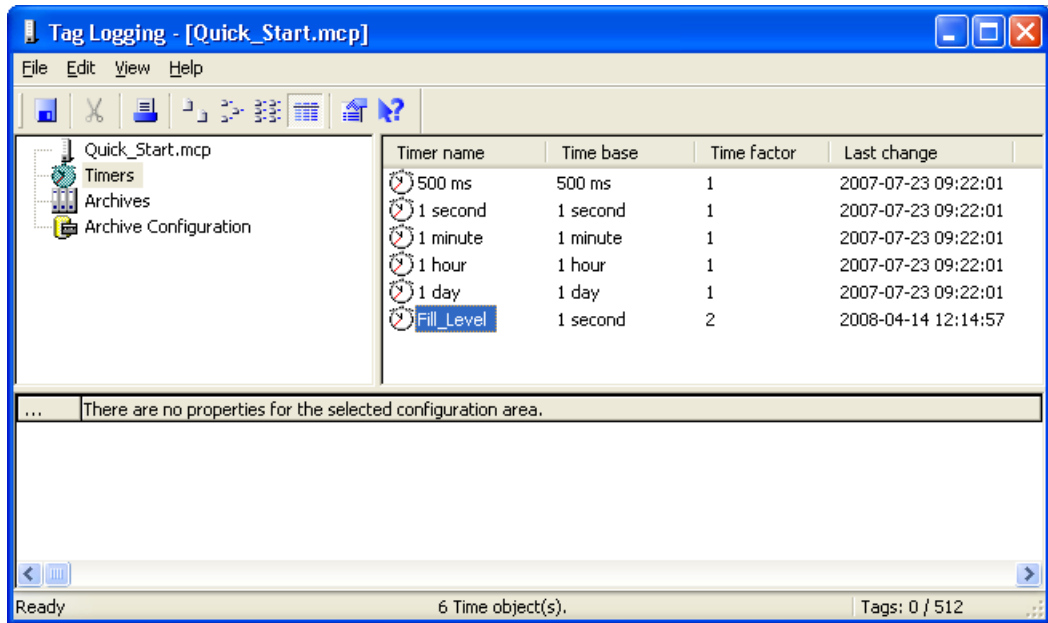 Tag Logging - [Quick_Start.mcp]
File Edit View Help
Quick_Start.mcp
Timers
Archives
Archive Configuration
Timer name Time base Time factor Last change
500 ms 500 ms 1 2007-07-23 09:22:01
1 second 1 second 1 2007-07-23 09:22:01
1 minute 1 minute 1 2007-07-23 09:22:01
1 hour 1 hour 1 2007-07-23 09:22:01
1 day 1 day 1 2007-07-23 09:22:01
Fill_Level 1 second 2 2008-04-14 12:14:57
... There are no properties for the selected configuration area.
Ready 6 Time object(s). Tags: 0 / 512